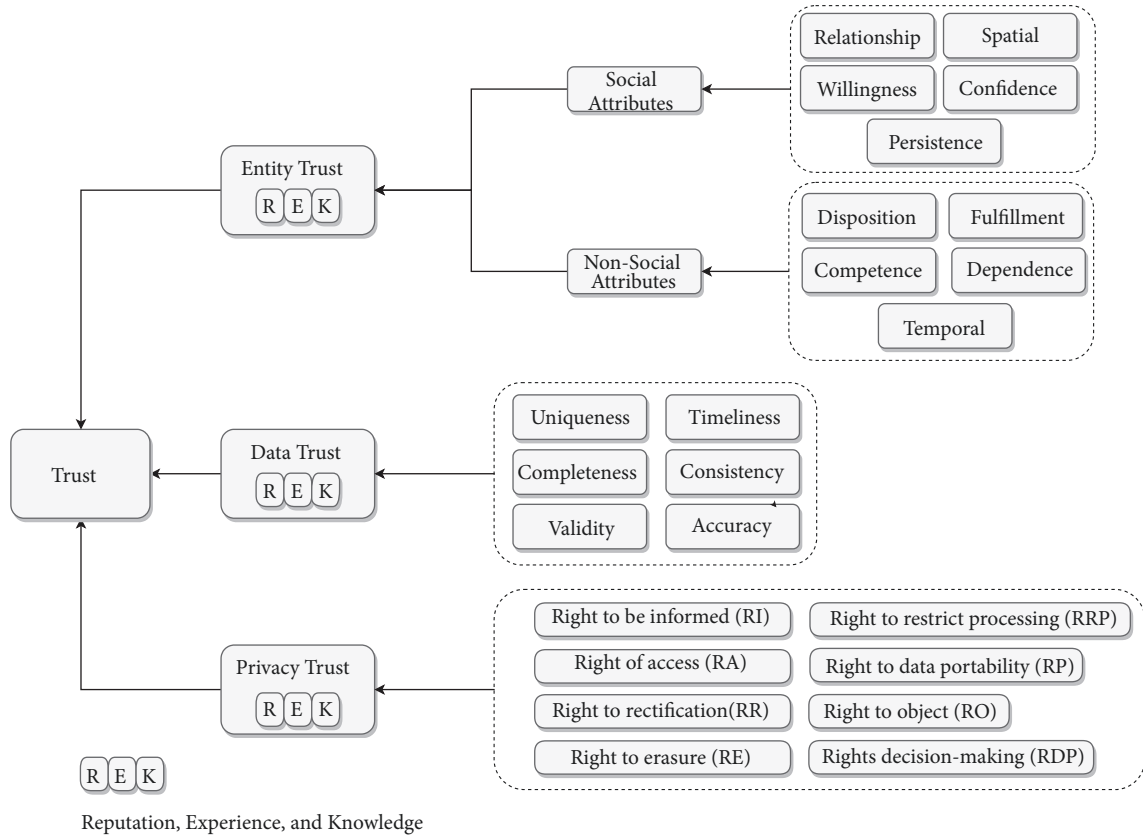 Relationship
Spatial
Social
Attributes
Willingness
Confidence
Persistence
Entity Trust
R E K
Disposition
Fulfillment
Non-Social
Attributes
Competence
Dependence
Temporal
Uniqueness
Timeliness
Trust
Data Trust
R E K
Completeness
Consistency
Validity
Accuracy
Right to be informed (RI)
Right to restrict processing (RRP)
Privacy Trust
R E K
Right of access (RA)
Right to data portability (RP)
Right to rectification(RR)
Right to object (RO)
Right to erasure (RE)
Rights decision-making (RDP)
R E K
Reputation, Experience, and Knowledge